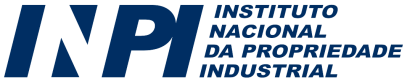 INPI
INSTITUTO
NACIONAL
DA PROPRIEDADE
INDUSTRIAL